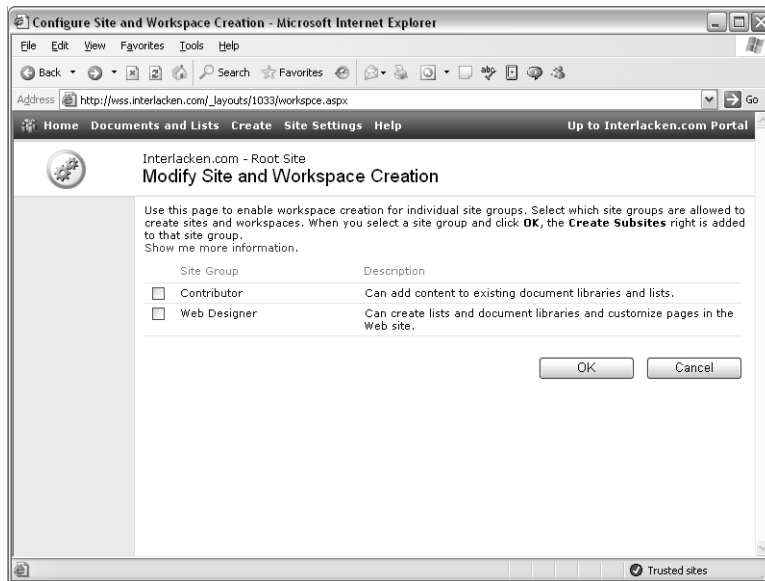 Configure Site and Workspace Creation - Microsoft Internet Explorer
File Edit View Favorites Tools Help
Back Search Favorites
Address http://wss.interlacken.com/_layouts/1033/workspce.aspx Go
Home Documents and Lists Create Site Settings Help Up to Interlacken.com Portal
Interlacken.com - Root Site
Modify Site and Workspace Creation
Use this page to enable workspace creation for individual site groups. Select which site groups are allowed to
create sites and workspaces. When you select a site group and click OK, the Create Subsites right is added
to that site group.
Show me more information.
Site Group Description
Contributor Can add content to existing document libraries and lists.
Web Designer Can create lists and document libraries and customize pages in the
Web site.
OK Cancel
Trusted sites